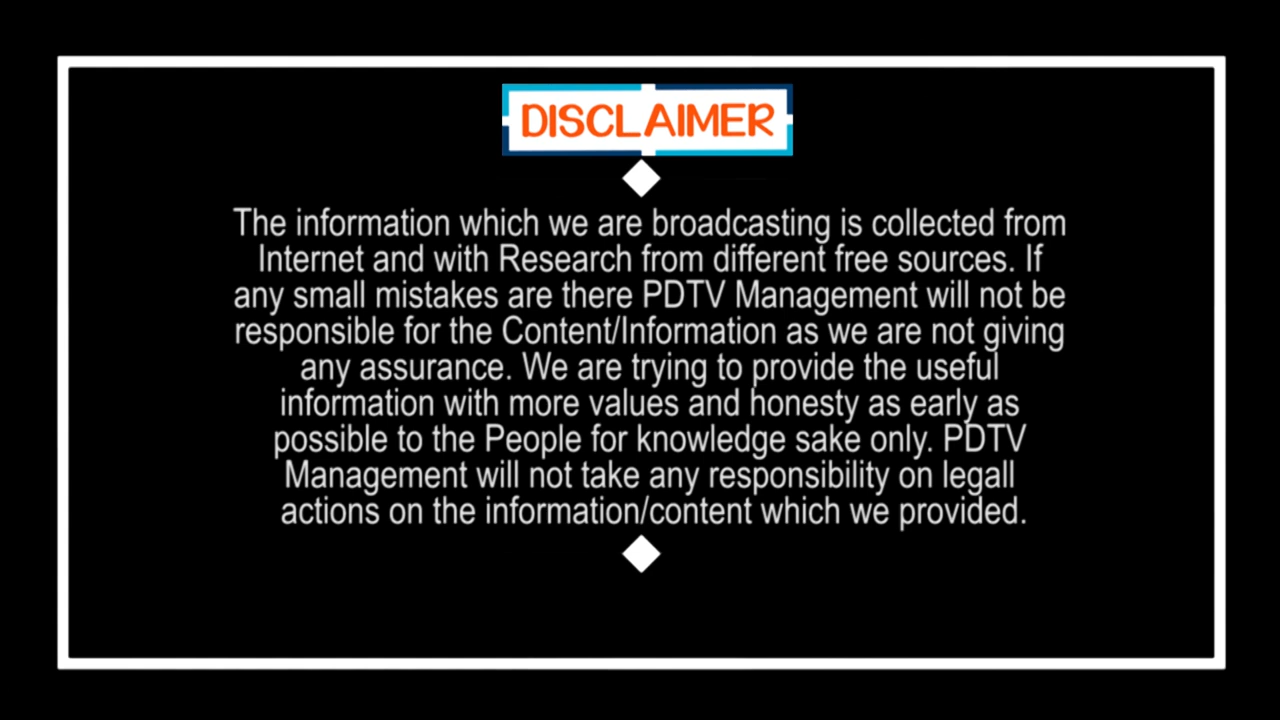 DISCLAIMER
The information which we are broadcasting is collected from
Internet and with Research from different free sources. If
any small mistakes are there PDTV Management will not be
responsible for the Content/Information as we are not giving
any assurance. We are trying to provide the useful
information with more values and honesty as early as
possible to the People for knowledge sake only. PDTV
Management will not take any responsibility on legall
actions on the information/content which we provided.